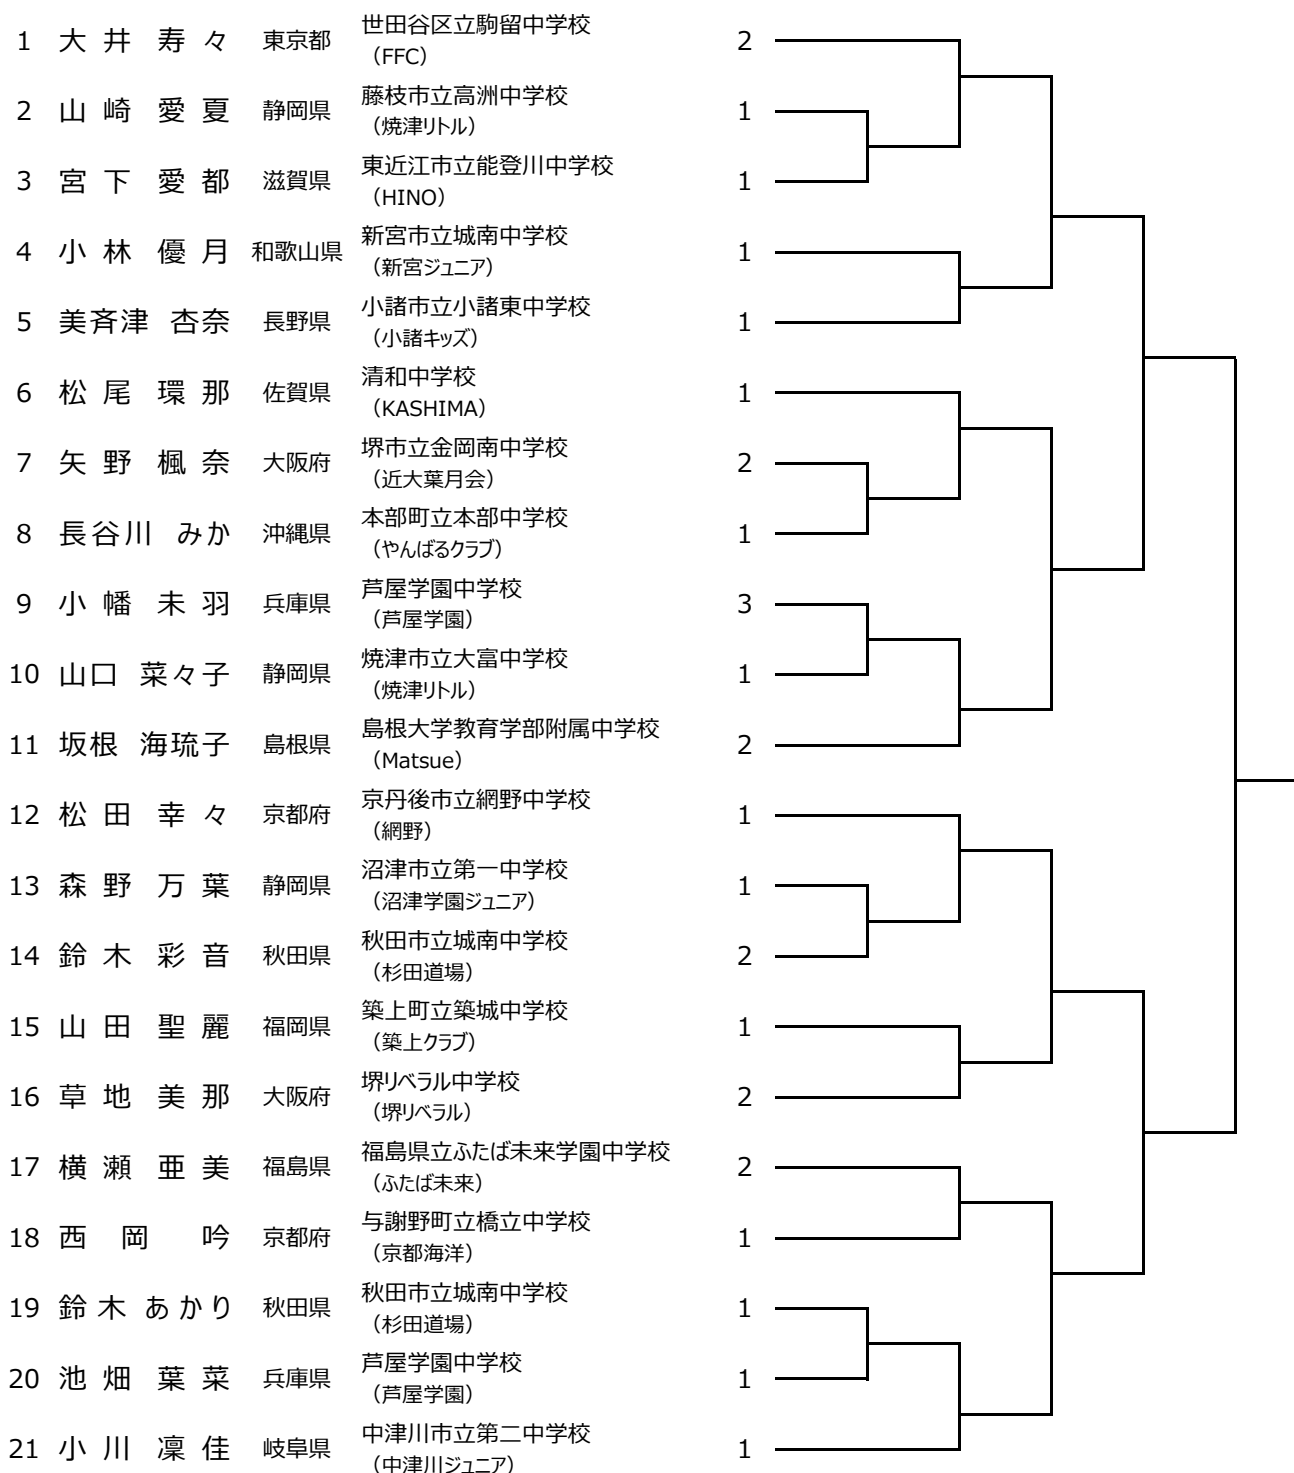 世田谷区立駒留中学校
1 大井 寿々 東京都 2
（FFC）
藤枝市立高洲中学校
2 山崎 愛夏 静岡県 1
（焼津リトル）
東近江市立能登川中学校
3 宮下 愛都 滋賀県 1
（HINO）
新宮市立城南中学校
4 小林 優月 和歌山県 1
（新宮ジュニア）
小諸市立小諸東中学校
5 美斉津 杏奈 長野県 1
（小諸キッズ）
清和中学校
6 松尾 環那 佐賀県 1
（KASHIMA）
堺市立金岡南中学校
7 矢野 楓奈 大阪府 2
（近大葉月会）
本部町立本部中学校
8 長谷川 みか 沖縄県 1
（やんばるクラブ）
芦屋学園中学校
9 小幡 未羽 兵庫県 3
（芦屋学園）
焼津市立大富中学校
10 山口 菜々子 静岡県 1
（焼津リトル）
島根大学教育学部附属中学校
11 坂根 海琉子 島根県 2
（Matsue）
京丹後市立網野中学校
12 松田 幸々 京都府 1
（網野）
沼津市立第一中学校
13 森野 万葉 静岡県 1
（沼津学園ジュニア）
秋田市立城南中学校
14 鈴木 彩音 秋田県 2
（杉田道場）
築上町立築城中学校
15 山田 聖麗 福岡県 1
（築上クラブ）
堺リベラル中学校
16 草地 美那 大阪府 2
（堺リベラル）
福島県立ふたば未来学園中学校
17 横瀬 亜美 福島県 2
（ふたば未来）
与謝野町立橋立中学校
18 西岡 吟 京都府 1
（京都海洋）
秋田市立城南中学校
19 鈴木 あかり 秋田県 1
（杉田道場）
芦屋学園中学校
20 池畑 葉菜 兵庫県 1
（芦屋学園）
中津川市立第二中学校
21 小川 凜佳 岐阜県 1
（中津川ジュニア）